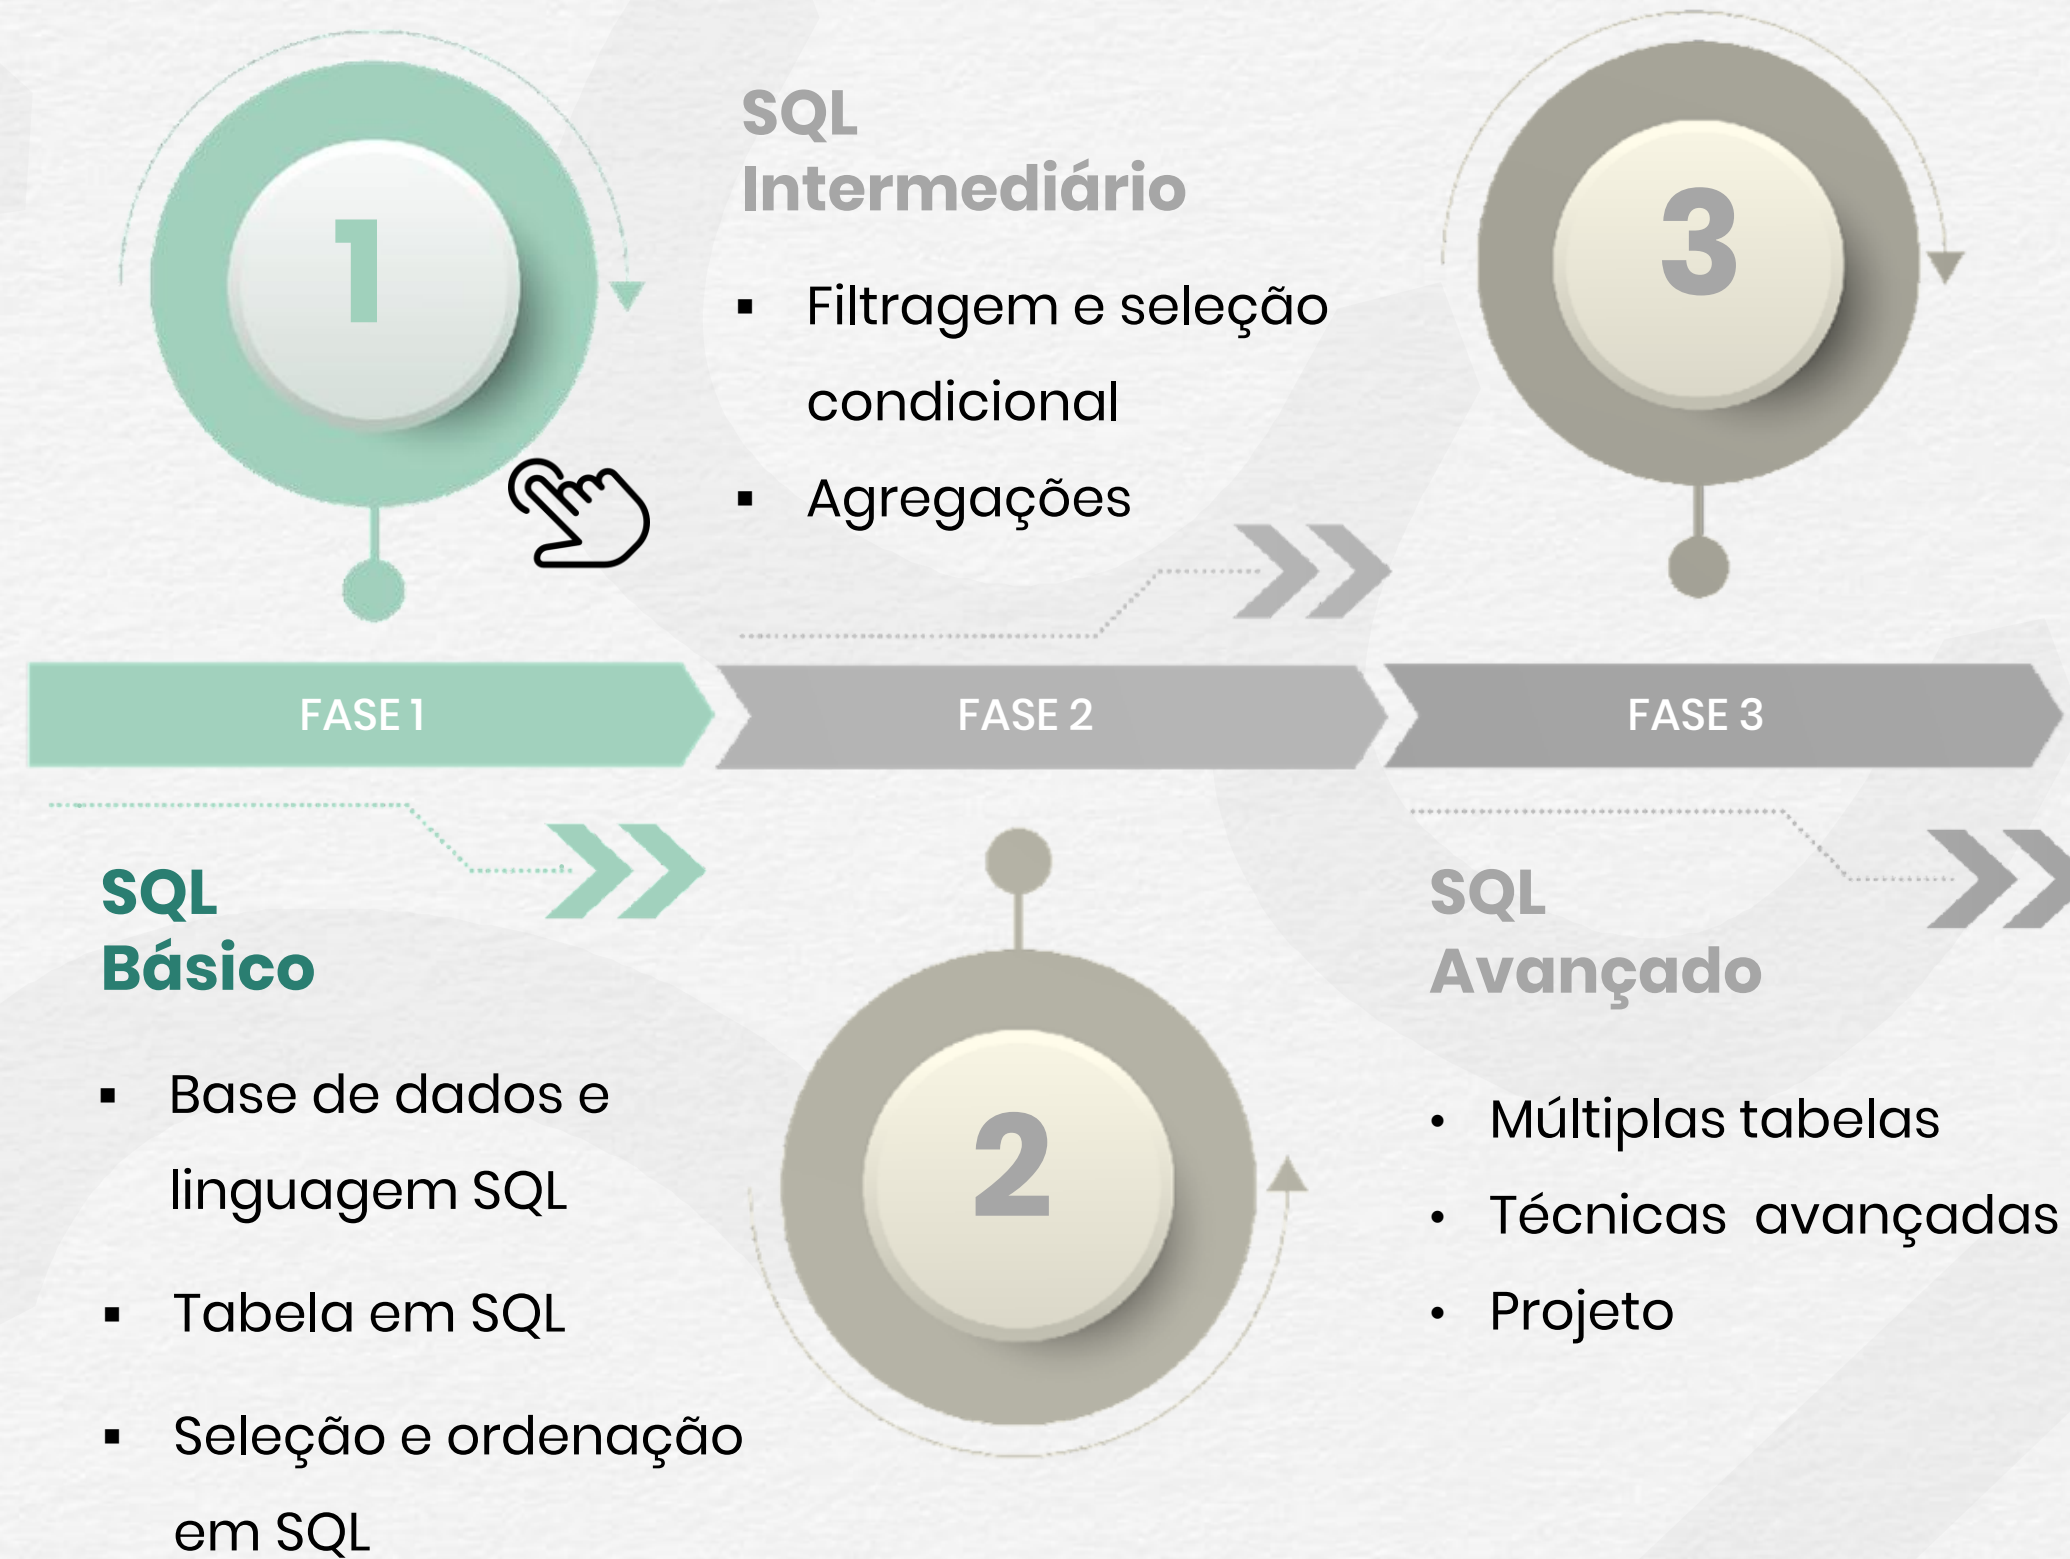 1
SQL
Intermediário
▪ Filtragem e seleção
condicional
▪ Agregações
3
FASE 1
FASE 2
FASE 3
SQL
Básico
▪ Base de dados e
linguagem SQL
▪ Tabela em SQL
▪ Seleção e ordenação
em SQL
2
SQL
Avançado
• Múltiplas tabelas
• Técnicas avançadas
• Projeto